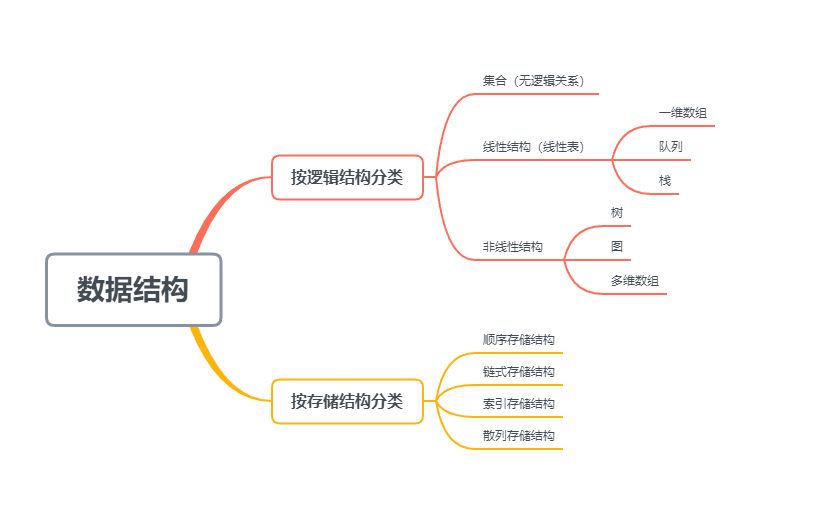 数据结构
按逻辑结构分类
集合（无逻辑关系）
线性结构（线性表）
一维数组
队列
栈
非线性结构
树
图
多维数组
按存储结构分类
顺序存储结构
链式存储结构
索引存储结构
散列存储结构